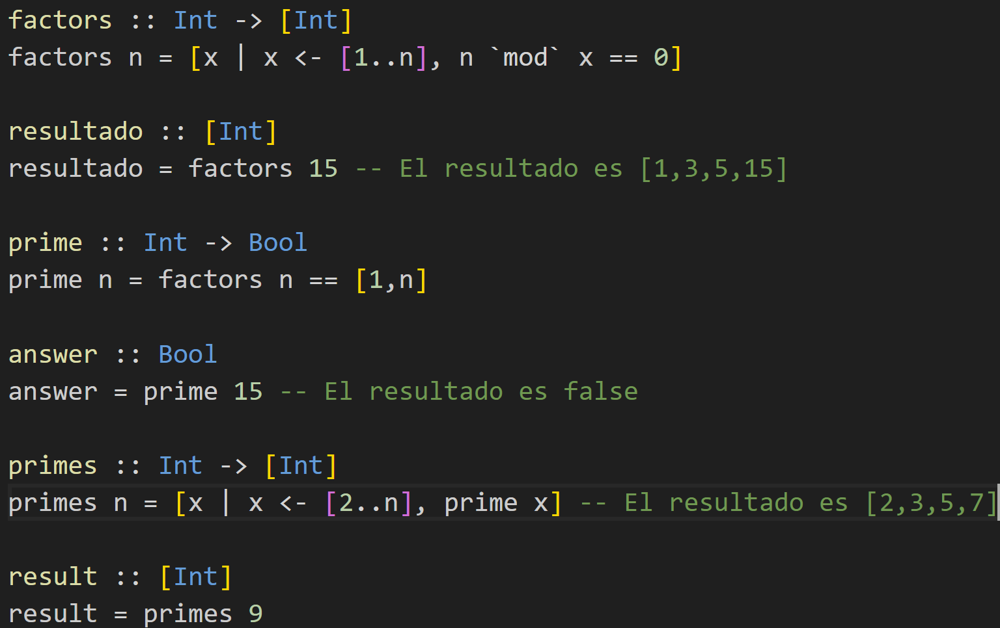 factors :: Int -> [Int]
factors n = [x | x <- [1..n], n `mod` x == 0]
resultado :: [Int]
resultado = factors 15 -- El resultado es [1,3,5,15]
prime :: Int -> Bool
prime n = factors n == [1,n]
answer :: Bool
answer = prime 15 -- El resultado es false
primes :: Int -> [Int]
primes n = [x | x <- [2..n], prime x] -- El resultado es [2,3,5,7]
result :: [Int]
result = primes 9